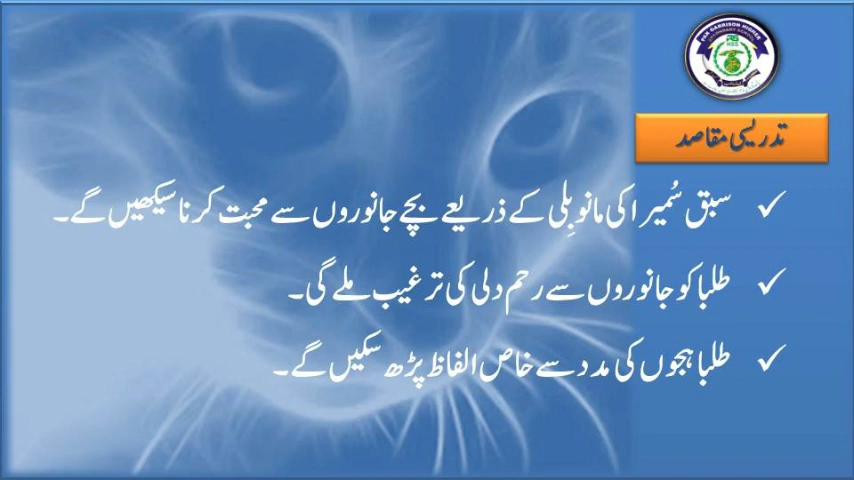 تدریسی مقاصد
✓ سبق سُمیرا کی مانو بِلی کے ذریعے بچے جانوروں سے محبت کرنا سیکھیں گے۔
✓ طلبا کو جانوروں سے رحم دلی کی ترغیب ملے گی۔
✓ طلبا ہجوں کی مدد سے خاص الفاظ پڑھ سکیں گے۔